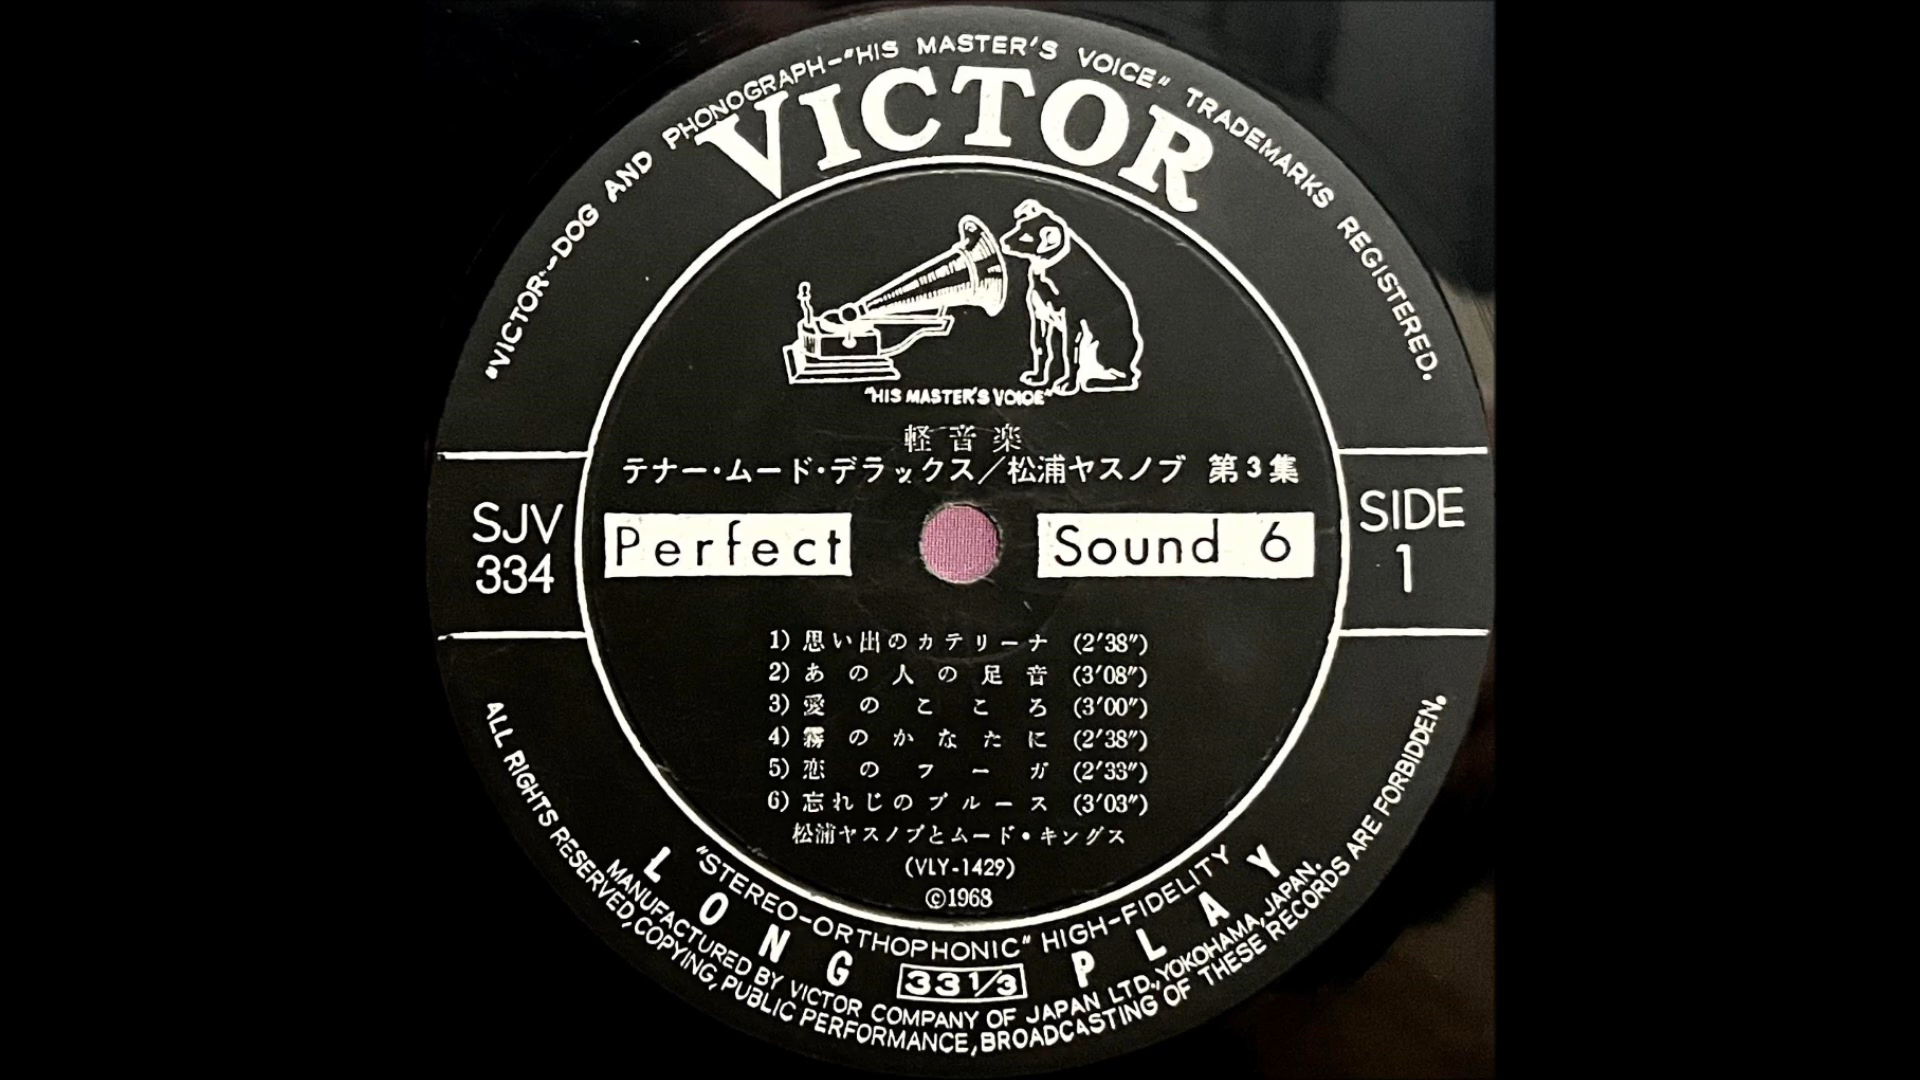 "VICTOR"-DOG AND PHONOGRAPH-"HIS MASTER'S VOICE" TRADEMARKS REGISTERED.
VICTOR
"HIS MASTER'S VOICE"
軽音楽
テナー・ムード・デラックス／松浦ヤスノブ 第3集
SJV
334
Perfect Sound 6
SIDE
1
1) 思い出のカテリーナ (2'38")
2) あの人の足音 (3'08")
3) 愛のこころ (3'00")
4) 霧のかなたに (2'38")
5) 恋のフーガ (2'33")
6) 忘れじのブルース (3'03")
松浦ヤスノブとムード・キングス
(VLY-1429)
©1968
"STEREO-ORTHOPHONIC" HIGH-FIDELITY
LONG 33 1/3 PLAY
MANUFACTURED BY VICTOR COMPANY OF JAPAN LTD., YOKOHAMA, JAPAN.
ALL RIGHTS RESERVED, COPYING, PUBLIC PERFORMANCE, BROADCASTING OF THESE RECORDS ARE FORBIDDEN.